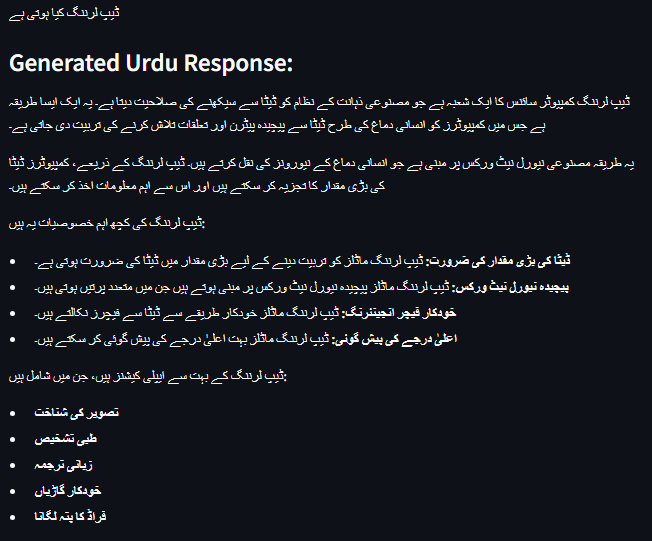 ڈیپ لرننگ کیا ہوتی ہے
Generated Urdu Response:
ڈیپ لرننگ کمپیوٹر سائنس کا ایک شعبہ ہے جو مصنوعی ذہانت کے نظام کو ڈیٹا سے سیکھنے کی صلاحیت دیتا ہے۔ یہ ایک ایسا طریقہ
ہے جس میں کمپیوٹرز کو انسانی دماغ کی طرح ڈیٹا سے پیچیدہ پیٹرن اور تعلقات تلاش کرنے کی تربیت دی جاتی ہے۔
یہ طریقہ مصنوعی نیورل نیٹ ورکس پر مبنی ہے جو انسانی دماغ کے نیورونز کی نقل کرتے ہیں۔ ڈیپ لرننگ کے ذریعے، کمپیوٹرز ڈیٹا
کی بڑی مقدار کا تجزیہ کر سکتے ہیں اور اس سے اہم معلومات اخذ کر سکتے ہیں۔
ڈیپ لرننگ کی کچھ اہم خصوصیات یہ ہیں:
• ڈیٹا کی بڑی مقدار کی ضرورت: ڈیپ لرننگ ماڈلز کو تربیت دینے کے لیے بڑی مقدار میں ڈیٹا کی ضرورت ہوتی ہے۔
• پیچیدہ نیورل نیٹ ورکس: ڈیپ لرننگ ماڈلز پیچیدہ نیورل نیٹ ورکس پر مبنی ہوتے ہیں جن میں متعدد پرتیں ہوتی ہیں۔
• خودکار فیچر انجینئرنگ: ڈیپ لرننگ ماڈلز خودکار طریقے سے ڈیٹا سے فیچرز نکالتے ہیں۔
• اعلیٰ درجے کی پیش گوئی: ڈیپ لرننگ ماڈلز بہت اعلیٰ درجے کی پیش گوئی کر سکتے ہیں۔
ڈیپ لرننگ کے بہت سے ایپلی کیشنز ہیں، جن میں شامل ہیں:
• تصویر کی شناخت
• طبی تشخیص
• زبانی ترجمہ
• خودکار گاڑیاں
• فراڈ کا پتہ لگانا